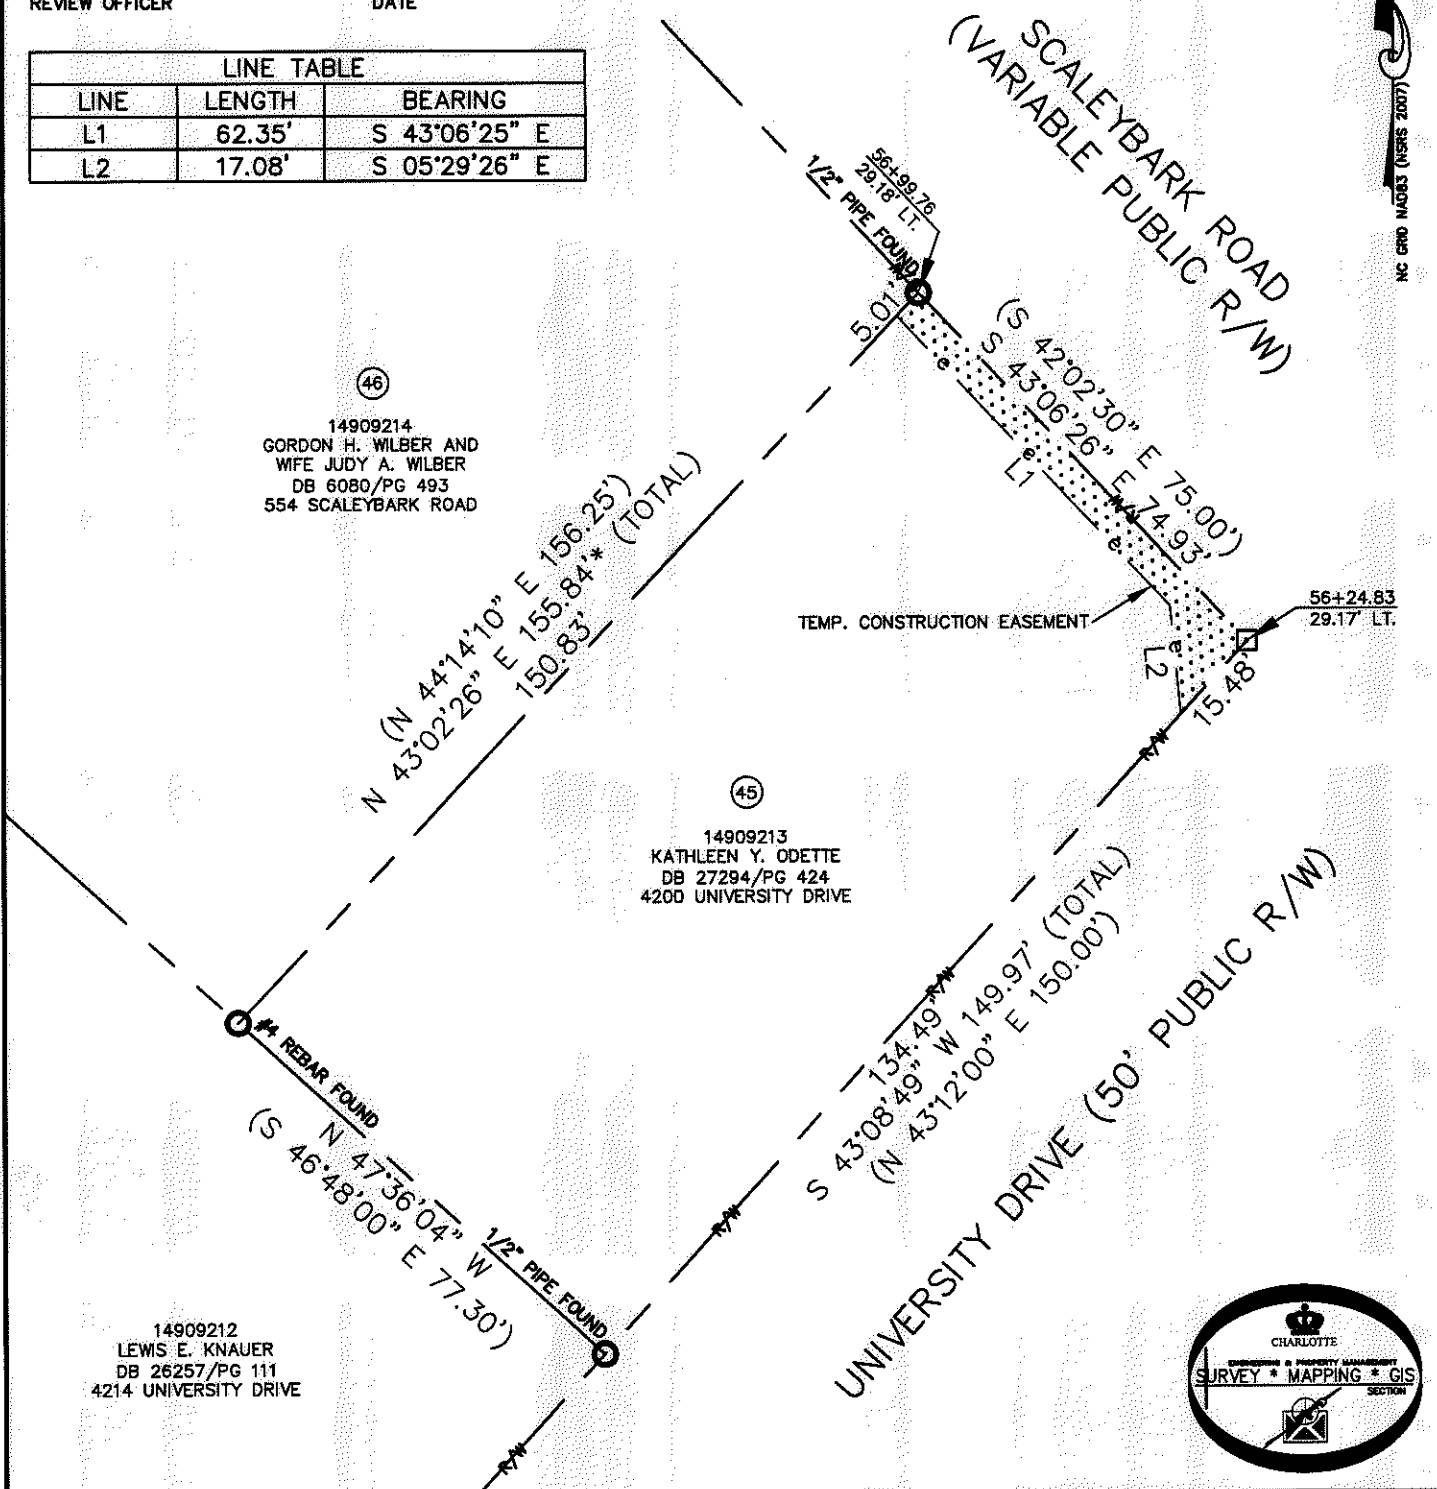 REVIEW OFFICER DATE
LINE TABLE
LINE LENGTH BEARING
L1 62.35' S 43°06'25" E
L2 17.08' S 05°29'26" E
SCALEYBARK ROAD
(VARIABLE PUBLIC R/W)
NC GRID NAD83 (NSRS 2007)
56+99.76
29.18' LT.
1/2" PIPE FOUND
5.01'
(S 42°02'30" E 75.00')
S 43°06'26" E 74.93'
e
e
L1
R/W
e
46
14909214
GORDON H. WILBER AND
WIFE JUDY A. WILBER
DB 6080/PG 493
554 SCALEYBARK ROAD
(N 44°14'10" E 156.25')
N 43°02'26" E 155.84'* (TOTAL)
150.83'
TEMP. CONSTRUCTION EASEMENT
56+24.83
29.17' LT.
e
L2
15.48'
R/W
45
14909213
KATHLEEN Y. ODETTE
DB 27294/PG 424
4200 UNIVERSITY DRIVE
R/W
134.49'
S 43°08'49" W 149.97' (TOTAL)
(N 43°12'00" E 150.00')
UNIVERSITY DRIVE (50' PUBLIC R/W)
#4 REBAR FOUND
N 47°36'04" W
(S 46°48'00" E 77.30')
R/W
1/2" PIPE FOUND
14909212
LEWIS E. KNAUER
DB 26257/PG 111
4214 UNIVERSITY DRIVE
R/W
CHARLOTTE
ENGINEERING & PROPERTY MANAGEMENT
SURVEY * MAPPING * GIS
SECTION